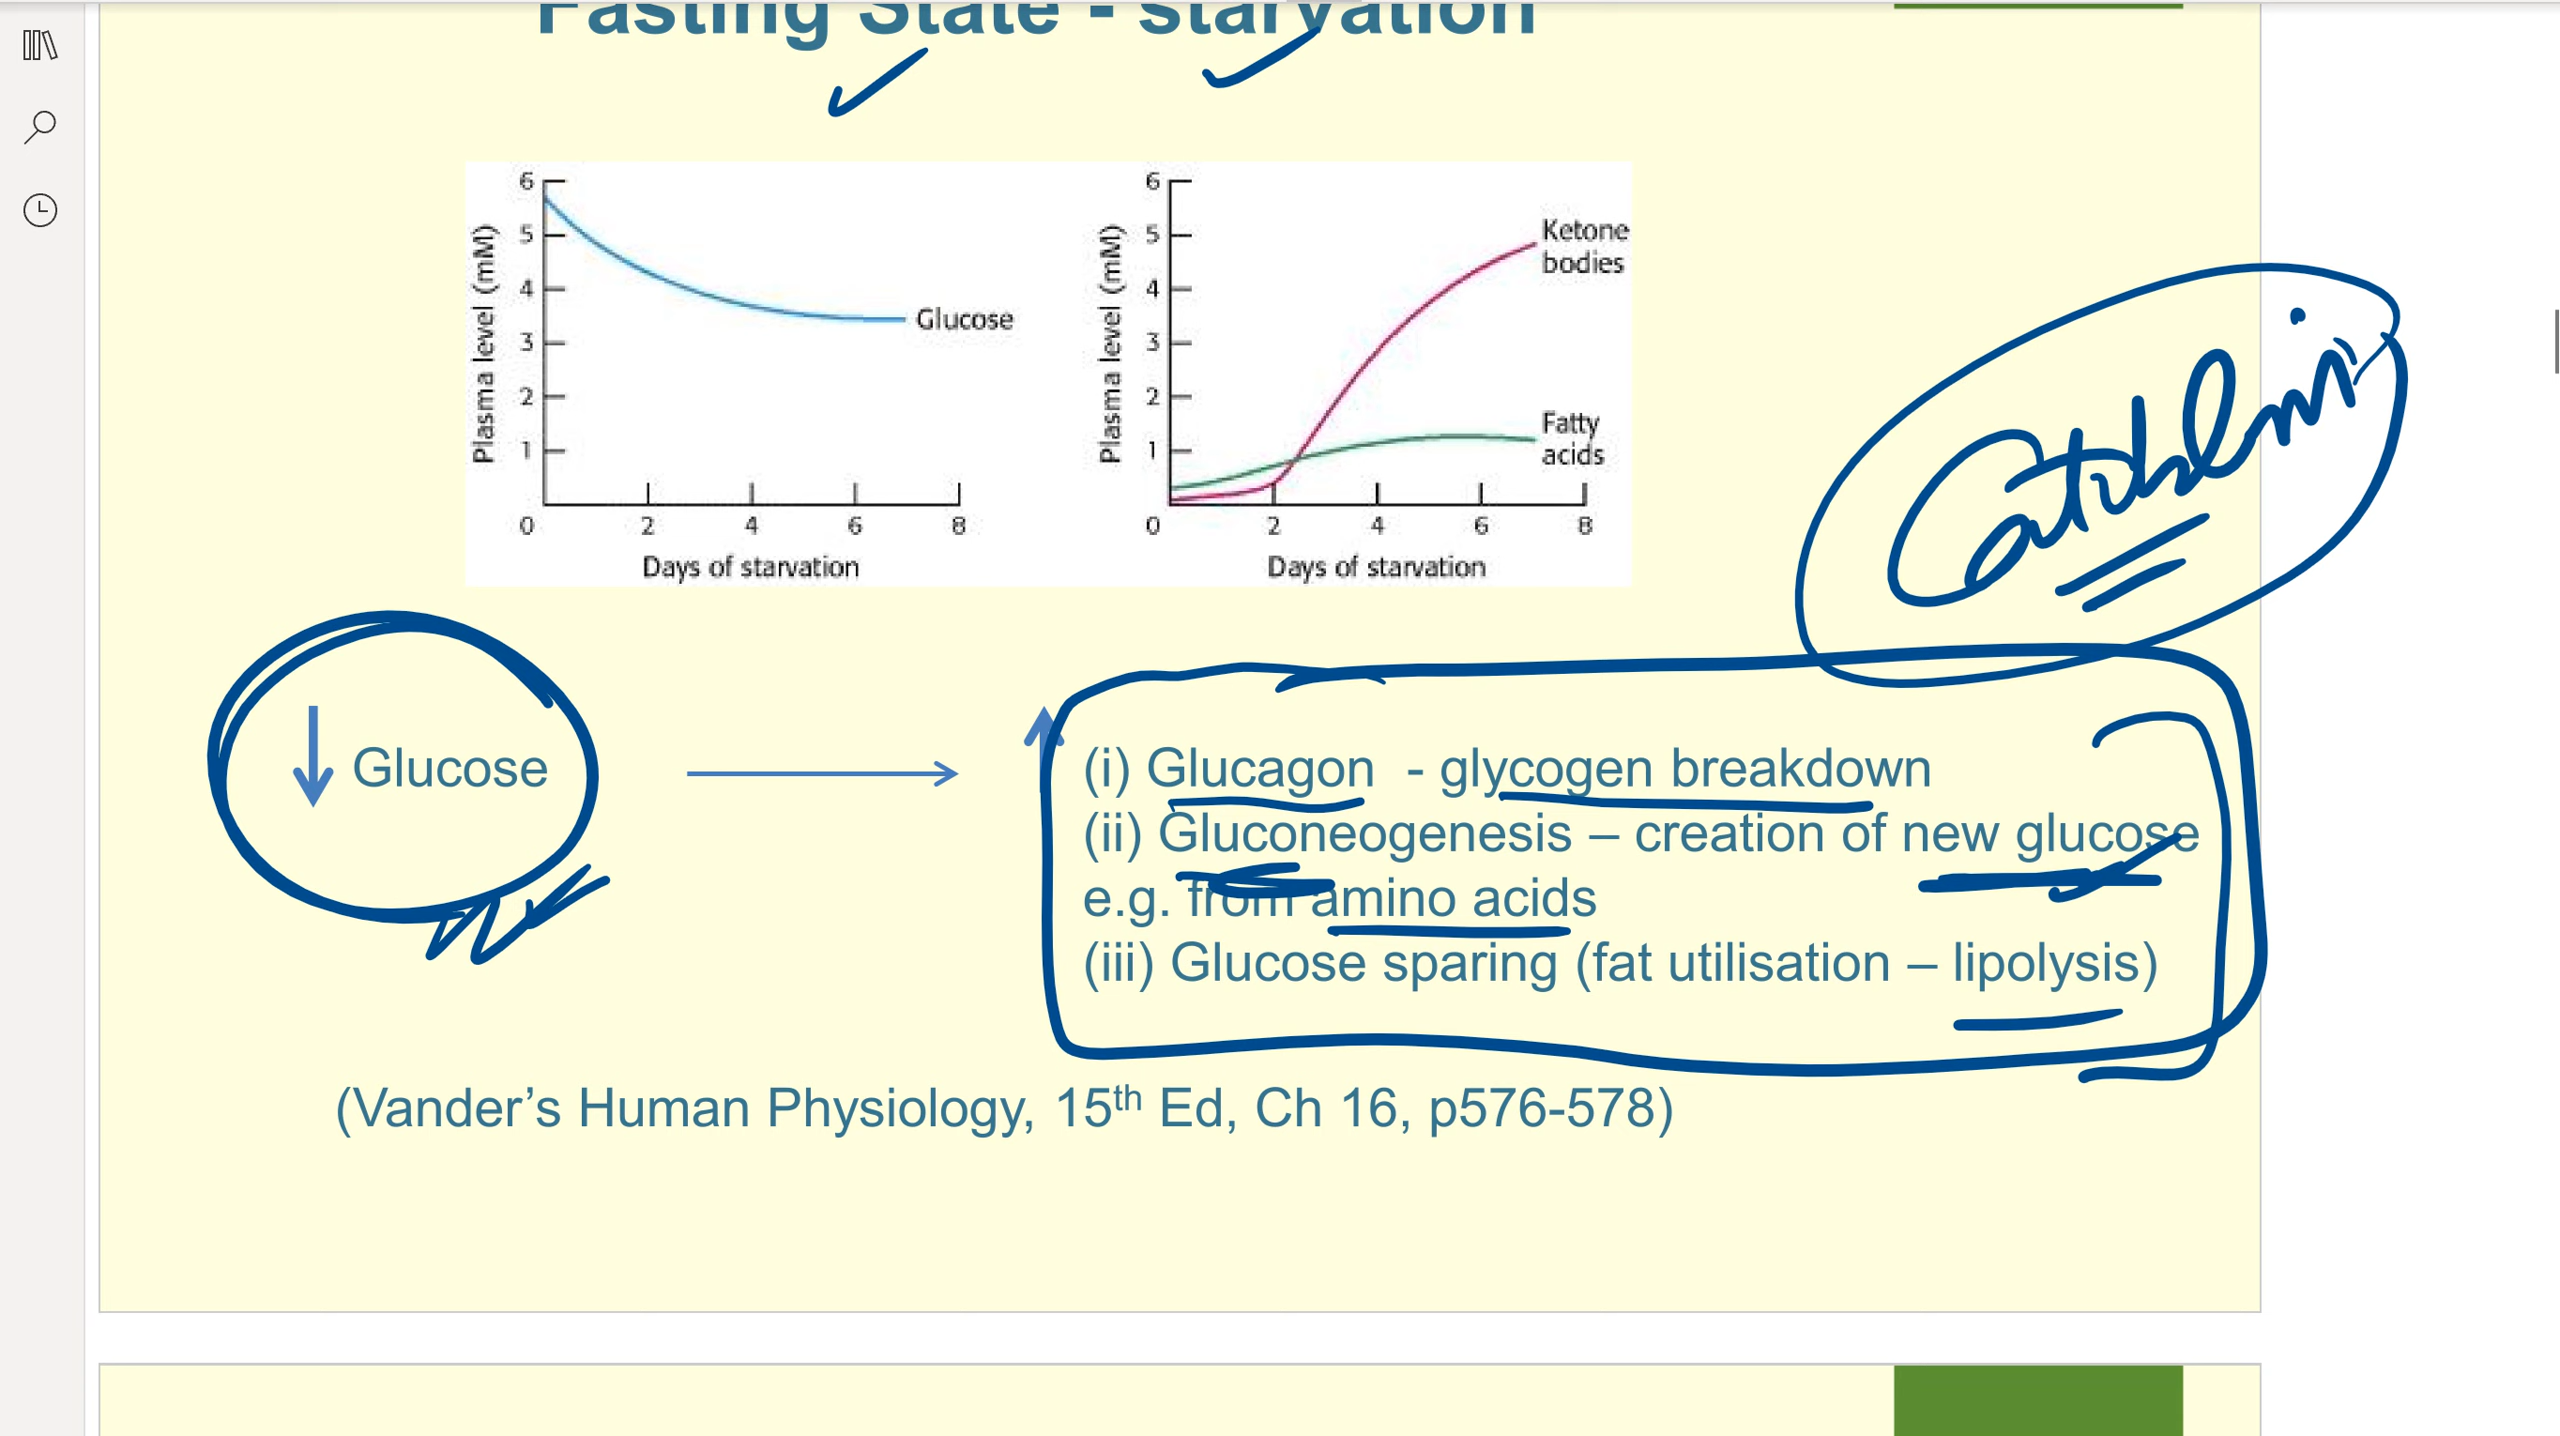 Fasting State - starvation
6
5
4
3
2
1
0
2
4
6
8
Plasma level (mM)
Glucose
Days of starvation
6
5
4
3
2
1
0
2
4
6
8
Plasma level (mM)
Ketone
bodies
Fatty
acids
Days of starvation
Glucose
(i) Glucagon - glycogen breakdown
(ii) Gluconeogenesis – creation of new glucose
e.g. from amino acids
(iii) Glucose sparing (fat utilisation – lipolysis)
(Vander’s Human Physiology, 15th Ed, Ch 16, p576-578)